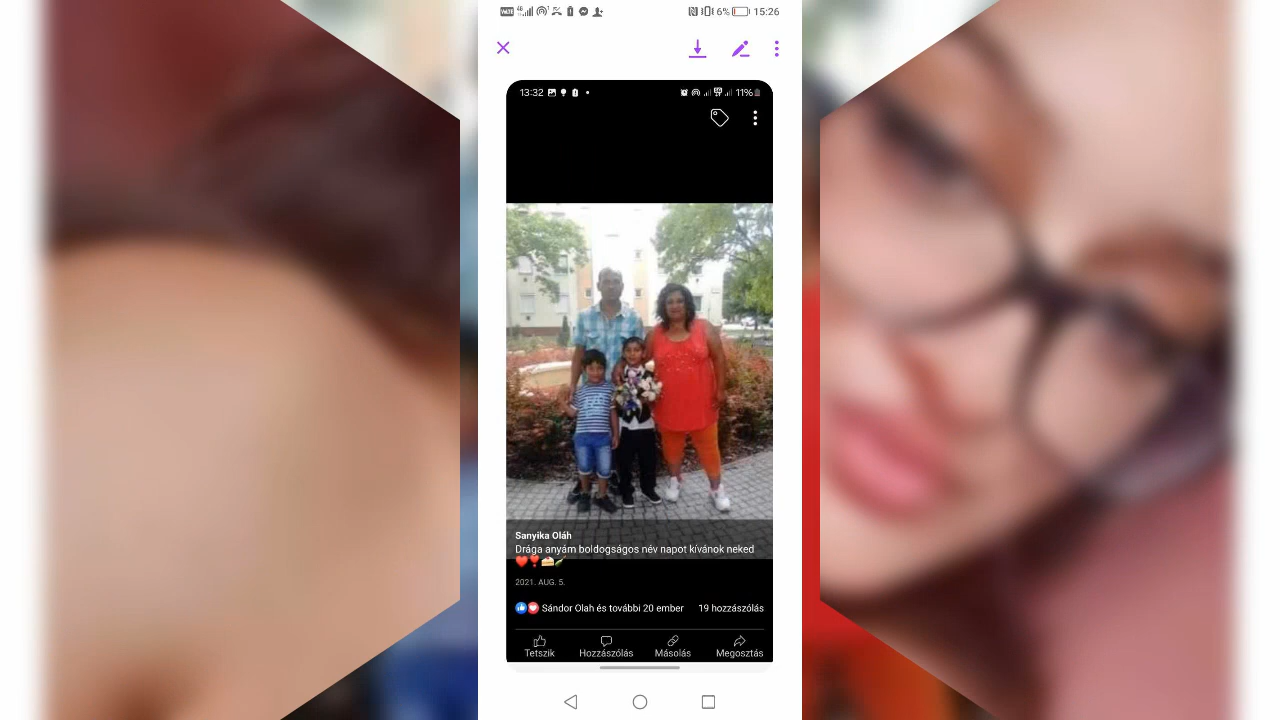 6% 15:26
13:32 11%
Sanyika Oláh
Drága anyám boldogságos név napot kívánok neked
❤️❣️🍰🍾
2021. AUG. 5.
Sándor Olah és további 20 ember 19 hozzászólás
Tetszik Hozzászólás Másolás Megosztás